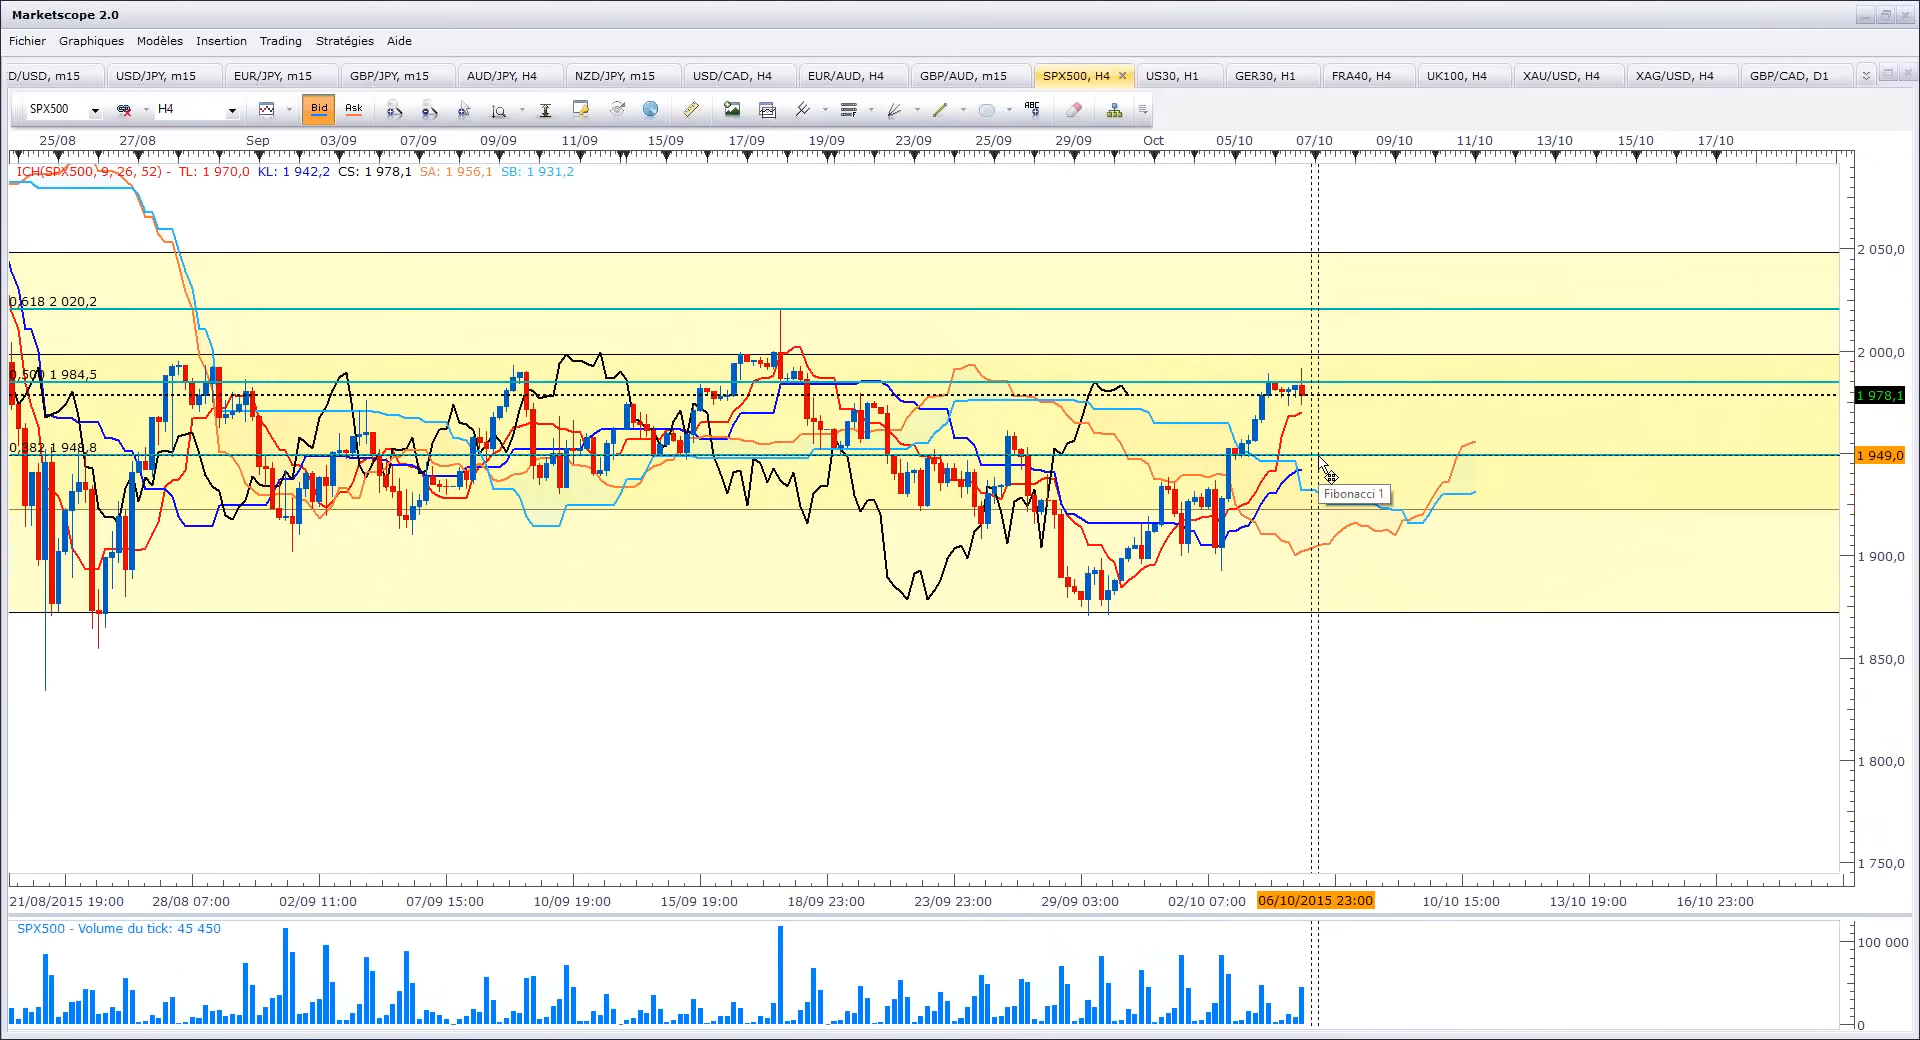 Marketscope 2.0
Fichier Graphiques Modèles Insertion Trading Stratégies Aide
D/USD, m15 USD/JPY, m15 EUR/JPY, m15 GBP/JPY, m15 AUD/JPY, H4 NZD/JPY, m15 USD/CAD, H4 EUR/AUD, H4 GBP/AUD, m15 SPX500, H4 US30, H1 GER30, H1 FRA40, H4 UK100, H4 XAU/USD, H4 XAG/USD, H4 GBP/CAD, D1
SPX500 H4 Bid Ask ABC
25/08 27/08 Sep 03/09 07/09 09/09 11/09 15/09 17/09 19/09 23/09 25/09 29/09 Oct 05/10 07/10 09/10 11/10 13/10 15/10 17/10
ICH(SPX500, 9, 26, 52) - TL: 1 970,0 KL: 1 942,2 CS: 1 978,1 SA: 1 956,1 SB: 1 931,2
2 050,0
0,618 2 020,2
2 000,0
0,500 1 984,5
1 978,1
0,382 1 948,8
1 949,0
Fibonacci 1
1 900,0
1 850,0
1 800,0
1 750,0
21/08/2015 19:00 28/08 07:00 02/09 11:00 07/09 15:00 10/09 19:00 15/09 19:00 18/09 23:00 23/09 23:00 29/09 03:00 02/10 07:00 06/10/2015 23:00 10/10 15:00 13/10 19:00 16/10 23:00
SPX500 - Volume du tick: 45 450
100 000
0